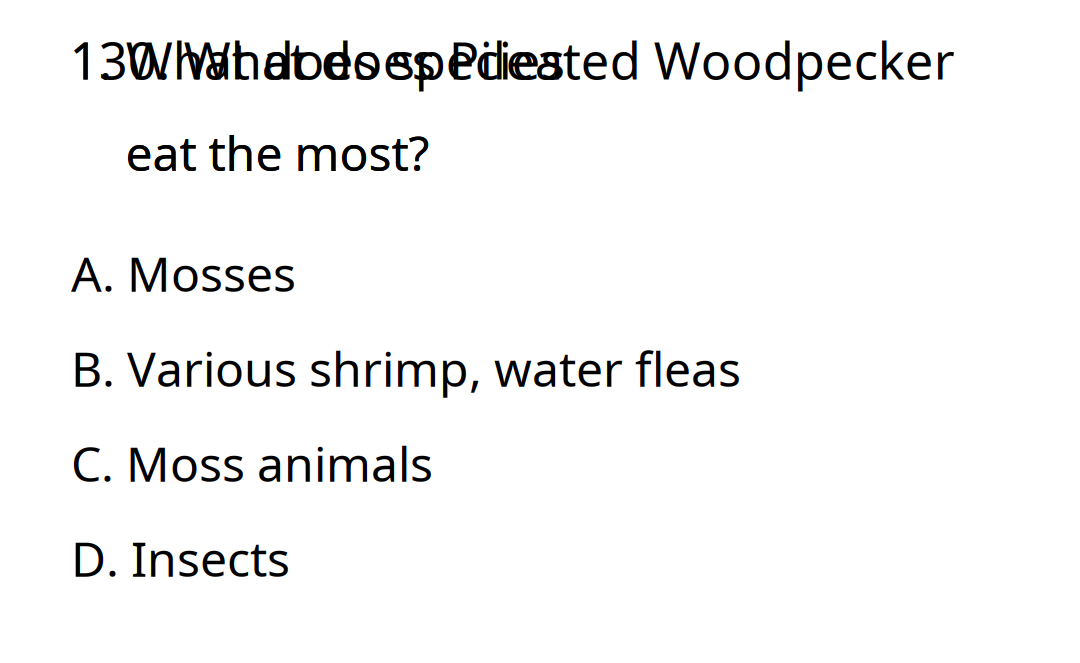 130. What does Pileated Woodpecker
eat the most?
A. Mosses
B. Various shrimp, water fleas
C. Moss animals
D. Insects